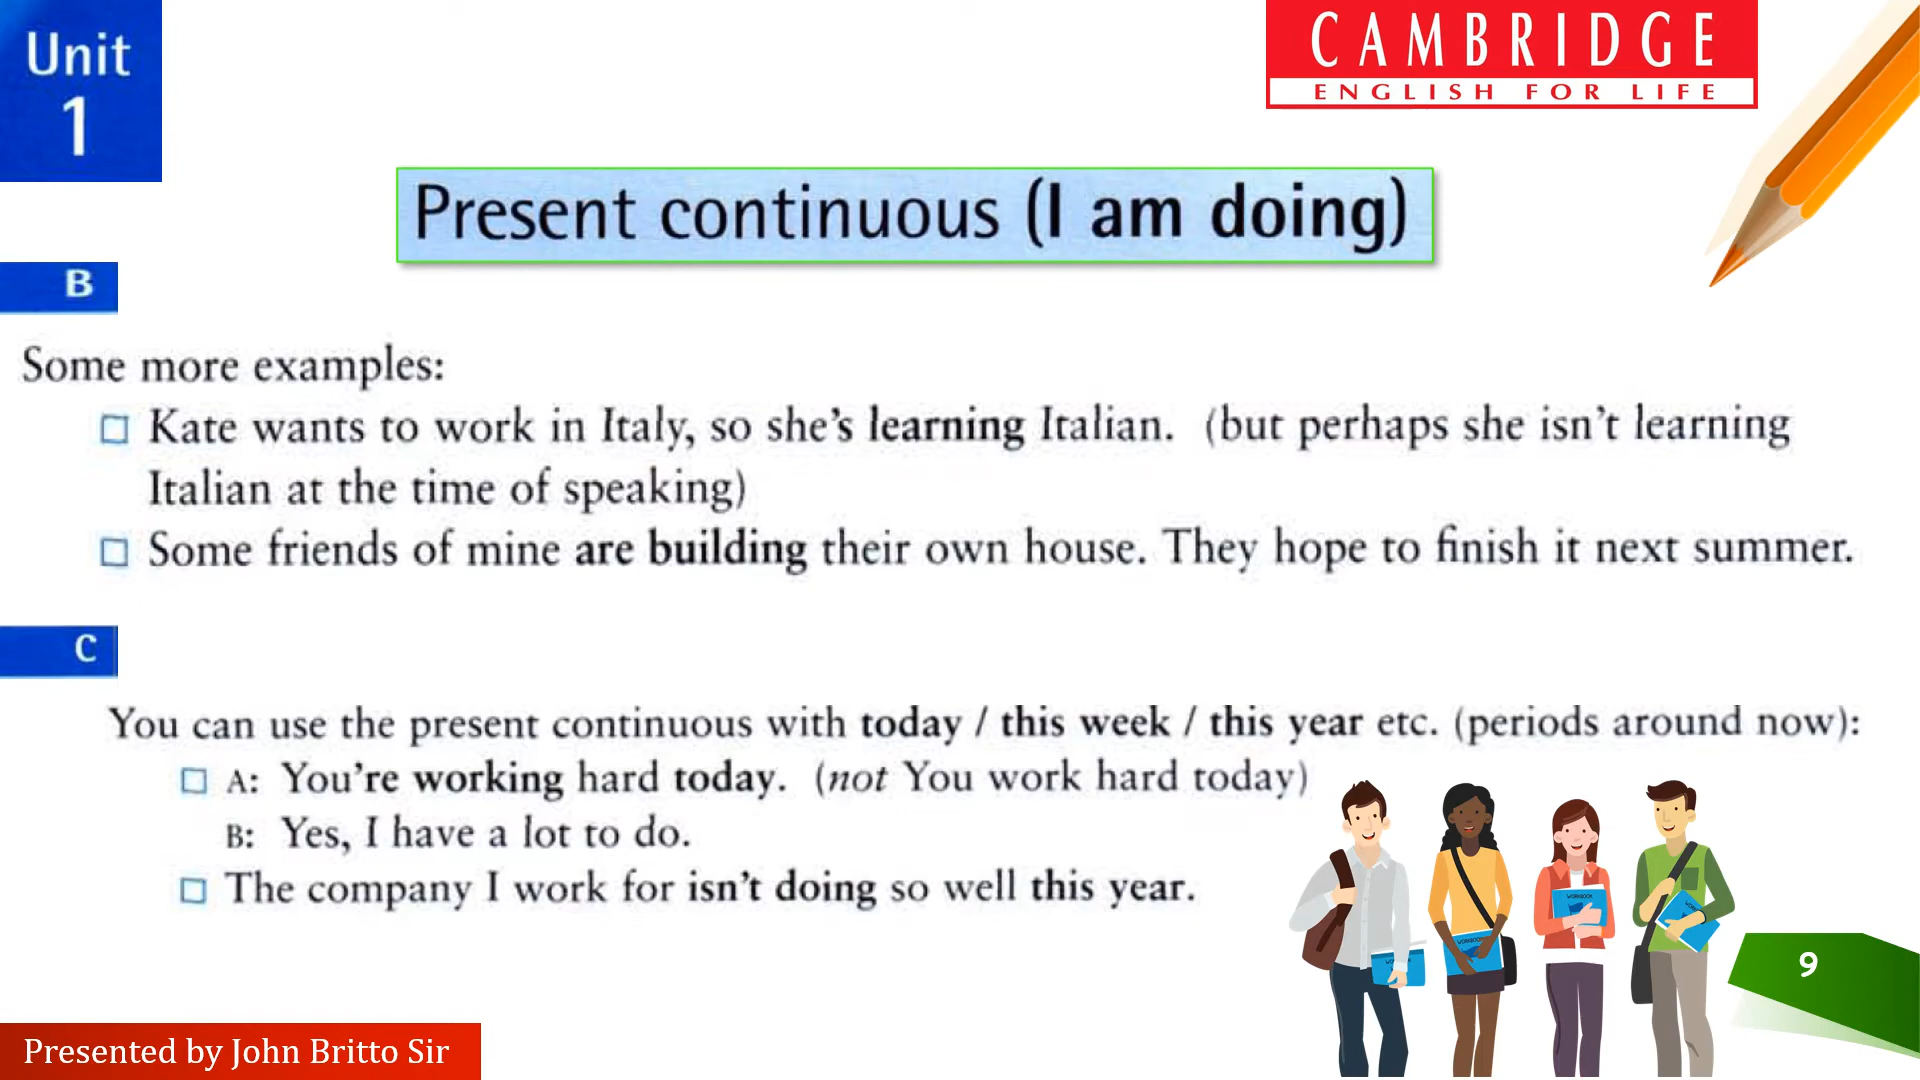 Unit
1
CAMBRIDGE
ENGLISH FOR LIFE
Present continuous (I am doing)
B
Some more examples:
Kate wants to work in Italy, so she's learning Italian. (but perhaps she isn't learning
Italian at the time of speaking)
Some friends of mine are building their own house. They hope to finish it next summer.
C
You can use the present continuous with today / this week / this year etc. (periods around now):
A: You're working hard today. (not You work hard today)
B: Yes, I have a lot to do.
The company I work for isn't doing so well this year.
WORKBOOK
9
Presented by John Britto Sir